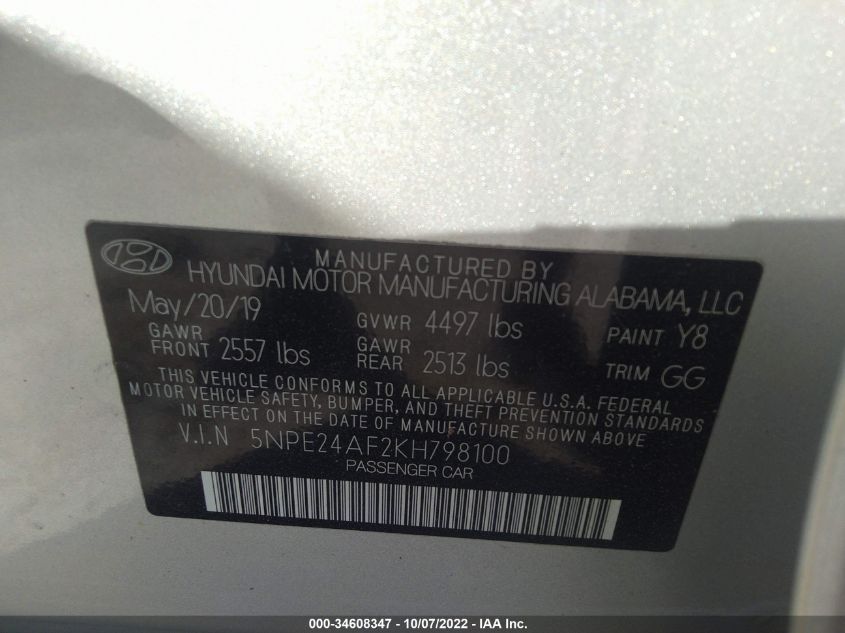 MANUFACTURED BY
HYUNDAI MOTOR MANUFACTURING ALABAMA, LLC
May/20/19 GVWR 4497 lbs PAINT Y8
GAWR FRONT 2557 lbs GAWR REAR 2513 lbs TRIM GG
THIS VEHICLE CONFORMS TO ALL APPLICABLE U.S.A. FEDERAL
MOTOR VEHICLE SAFETY, BUMPER, AND THEFT PREVENTION STANDARDS
IN EFFECT ON THE DATE OF MANUFACTURE SHOWN ABOVE
V.I.N 5NPE24AF2KH798100
PASSENGER CAR
000-34608347 - 10/07/2022 - IAA Inc.